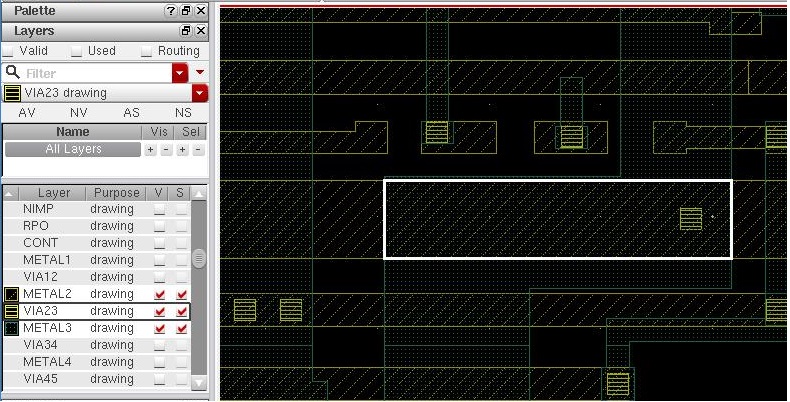 Palette
Layers
Valid Used Routing
Filter
VIA23 drawing
AV NV AS NS
Name Vis Sel
All Layers + - + -
Layer Purpose V S
NIMP drawing
RPO drawing
CONT drawing
METAL1 drawing
VIA12 drawing
METAL2 drawing
VIA23 drawing
METAL3 drawing
VIA34 drawing
METAL4 drawing
VIA45 drawing